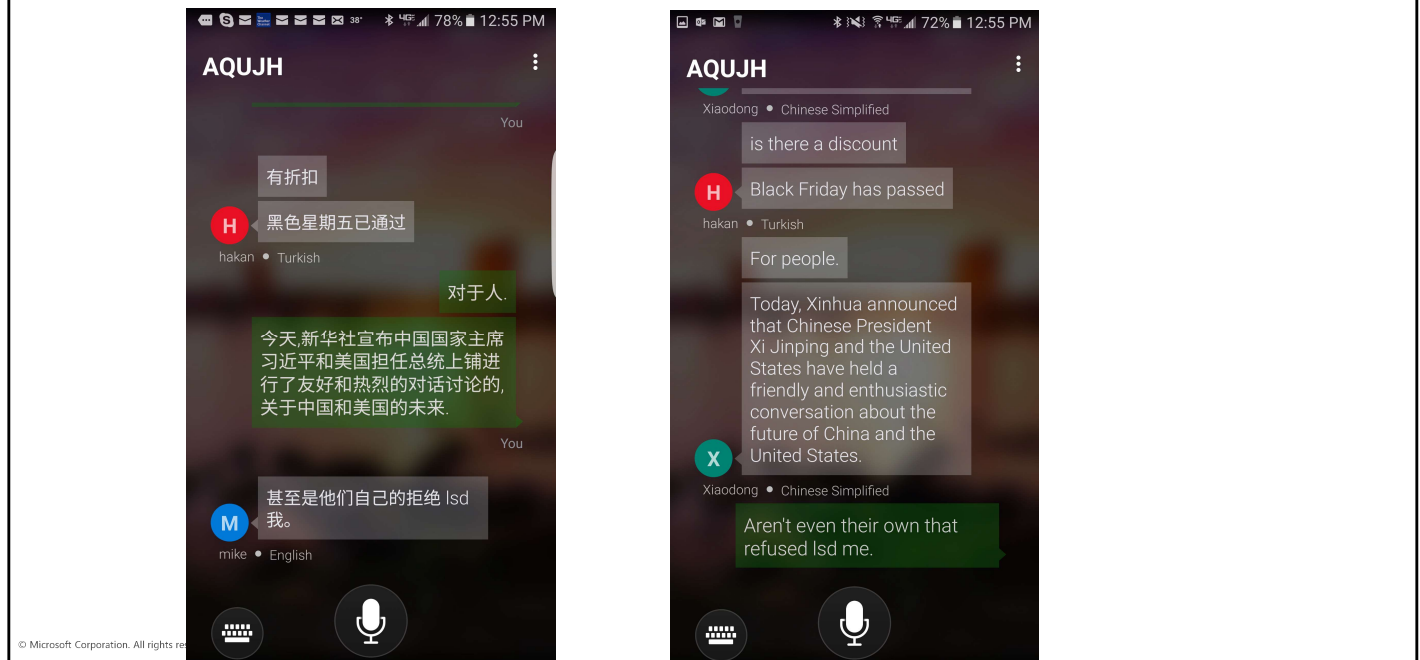 38°
78%
12:55 PM
AQUJH
You
有折扣
H
黑色星期五已通过
hakan • Turkish
对于人.
今天,新华社宣布中国国家主席
习近平和美国担任总统上铺进
行了友好和热烈的对话讨论的,
关于中国和美国的未来.
You
M
甚至是他们自己的拒绝 lsd
我。
mike • English
72%
12:55 PM
AQUJH
Xiaodong • Chinese Simplified
is there a discount
H
Black Friday has passed
hakan • Turkish
For people.
Today, Xinhua announced
that Chinese President
Xi Jinping and the United
States have held a
friendly and enthusiastic
conversation about the
future of China and the
United States.
X
Xiaodong • Chinese Simplified
Aren't even their own that
refused lsd me.
© Microsoft Corporation. All rights res